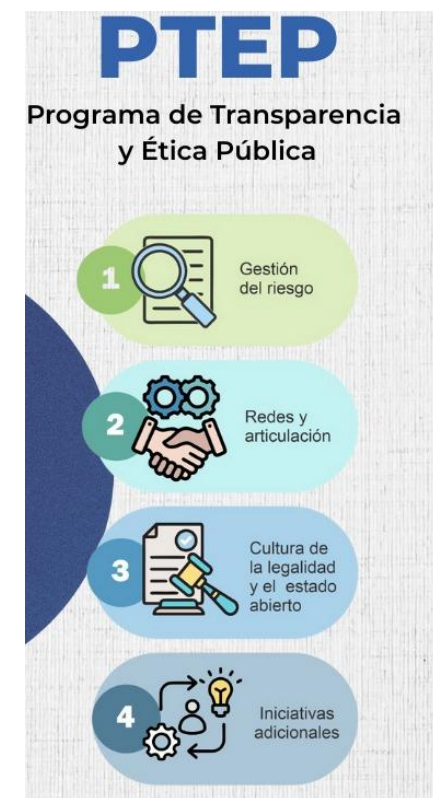 PTEP
Programa de Transparencia
y Ética Pública
1
Gestión
del riesgo
2
Redes y
articulación
3
Cultura de
la legalidad
y el estado
abierto
4
Iniciativas
adicionales